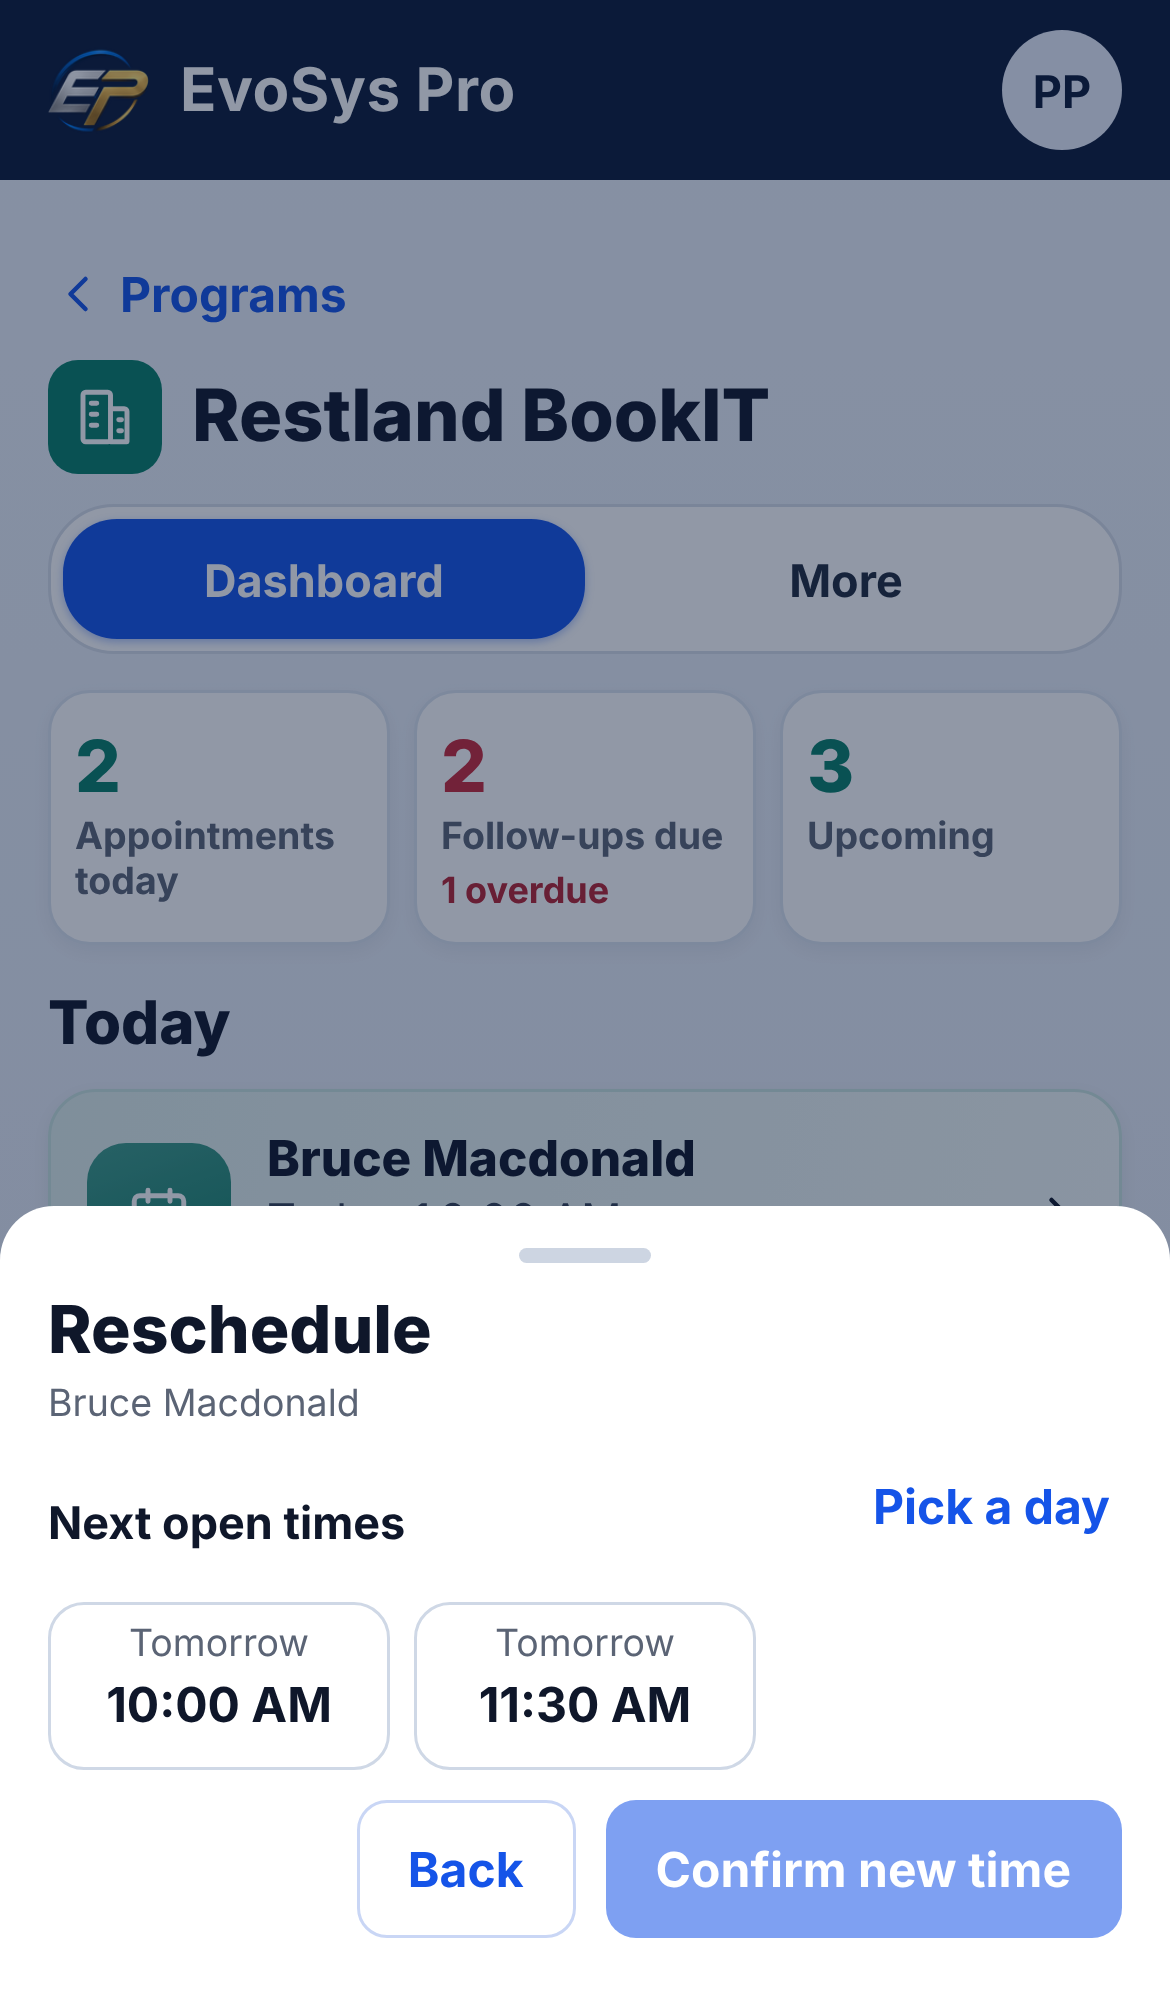 EP EvoSys Pro
PP
Programs
Restland BookIT
Dashboard
More
2
Appointments
today
2
Follow-ups due
1 overdue
3
Upcoming
Today
Bruce Macdonald
Reschedule
Bruce Macdonald
Next open times
Pick a day
Tomorrow
10:00 AM
Tomorrow
11:30 AM
Back
Confirm new time